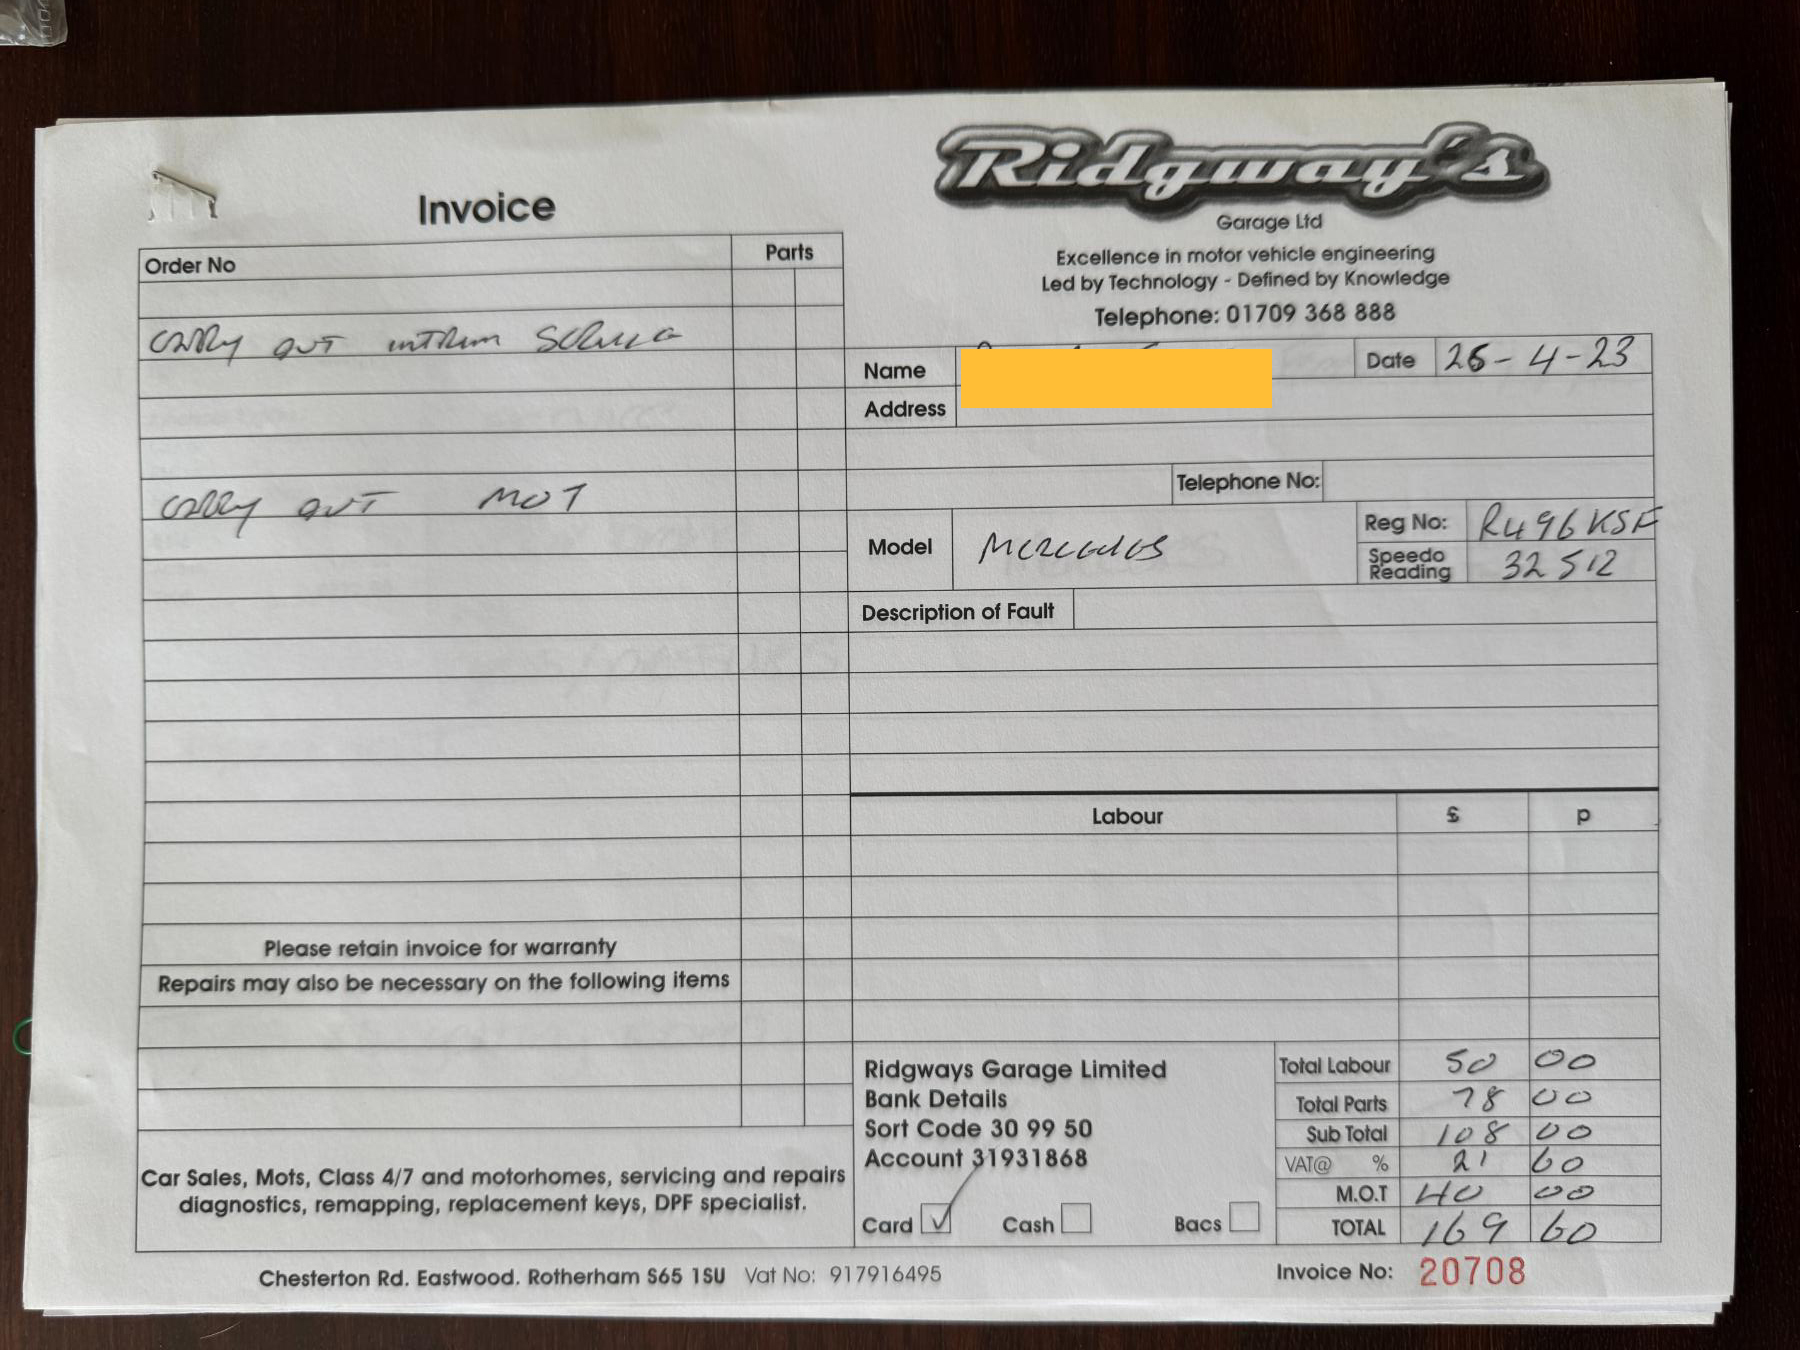 Invoice
Order No Parts
CARRY OUT INTRIM SERVICE
CARRY OUT MOT
Please retain invoice for warranty
Repairs may also be necessary on the following items
Car Sales, Mots, Class 4/7 and motorhomes, servicing and repairs
diagnostics, remapping, replacement keys, DPF specialist.
Ridgway's
Garage Ltd
Excellence in motor vehicle engineering
Led by Technology - Defined by Knowledge
Telephone: 01709 368 888
Name Date 26-4-23
Address
Telephone No:
Model MERCEDES
Reg No: R496KSF
Speedo Reading 32512
Description of Fault
Labour £ p
Ridgways Garage Limited
Bank Details
Sort Code 30 99 50
Account 31931868
Card Cash Bacs
Total Labour 50 00
Total Parts 78 00
Sub Total 108 00
VAT@ % 21 60
M.O.T 40 00
TOTAL 169 60
Chesterton Rd. Eastwood. Rotherham S65 1SU Vat No: 917916495
Invoice No: 20708